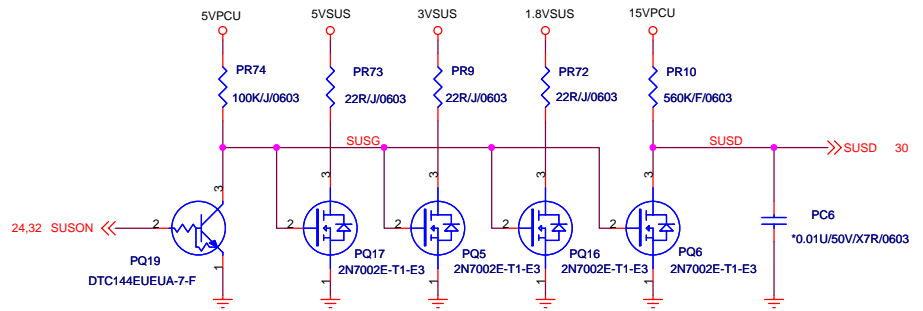 5VPCU 5VSUS 3VSUS 1.8VSUS 15VPCU
PR74 PR73 PR9 PR72 PR10
100K/J/0603 22R/J/0603 22R/J/0603 22R/J/0603 560K/F/0603
SUSG SUSD SUSD 30
3 3 3 3 3
24,32 SUSON 2 2 2 2 2
PC6
*0.01U/50V/X7R/0603
PQ19 PQ17 PQ5 PQ16 PQ6
DTC144EUEUA-7-F 2N7002E-T1-E3 2N7002E-T1-E3 2N7002E-T1-E3 2N7002E-T1-E3
1 1 1 1 1